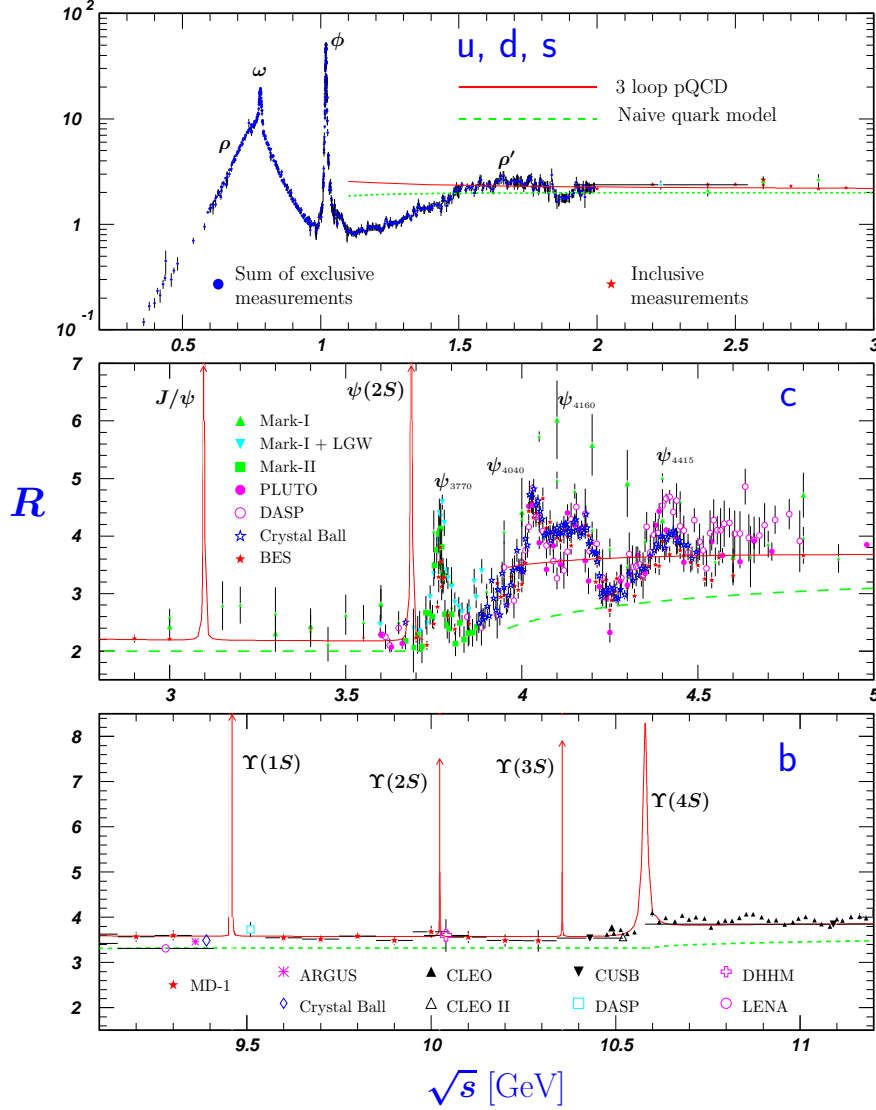 10²
u, d, s
ϕ
ω
3 loop pQCD
10
Naive quark model
ρ
ρ′
1
Sum of exclusive measurements
Inclusive measurements
10⁻¹
0.5 1 1.5 2 2.5 3
7
J/ψ
ψ(2S)
c
ψ₄₁₆₀
6
Mark-I
Mark-I + LGW
Mark-II
PLUTO
DASP
Crystal Ball
BES
ψ₃₇₇₀
ψ₄₀₄₀
ψ₄₄₁₅
5
R
4
3
2
3 3.5 4 4.5 5
8
Υ(1S)
Υ(2S)
Υ(3S)
Υ(4S)
b
7
6
5
4
3
2
MD-1
ARGUS
CLEO
CUSB
DHHM
Crystal Ball
CLEO II
DASP
LENA
9.5 10 10.5 11
√s [GeV]